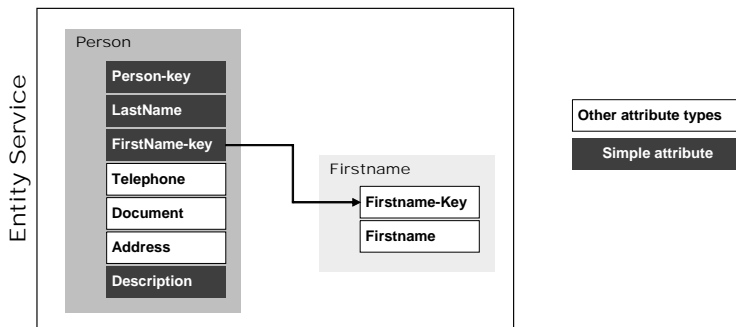 Entity Service
Person
Person-key
LastName
FirstName-key
Telephone
Document
Address
Description
Firstname
Firstname-Key
Firstname
Other attribute types
Simple attribute